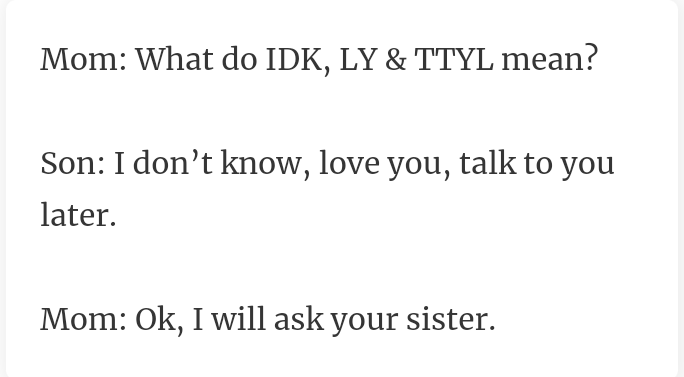 Mom: What do IDK, LY & TTYL mean?
Son: I don’t know, love you, talk to you
later.
Mom: Ok, I will ask your sister.